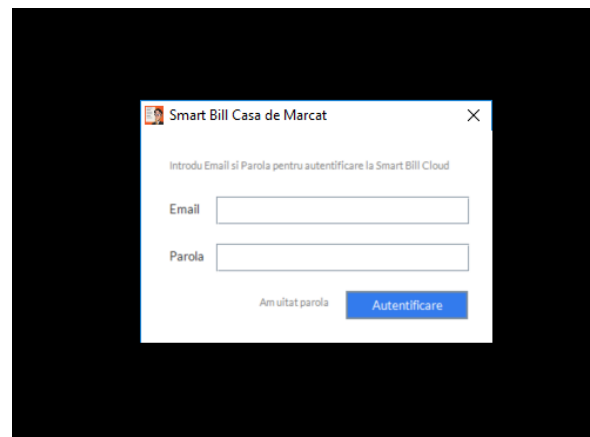 Smart Bill Casa de Marcat
Introdu Email si Parola pentru autentificare la Smart Bill Cloud
Email
Parola
Am uitat parola
Autentificare